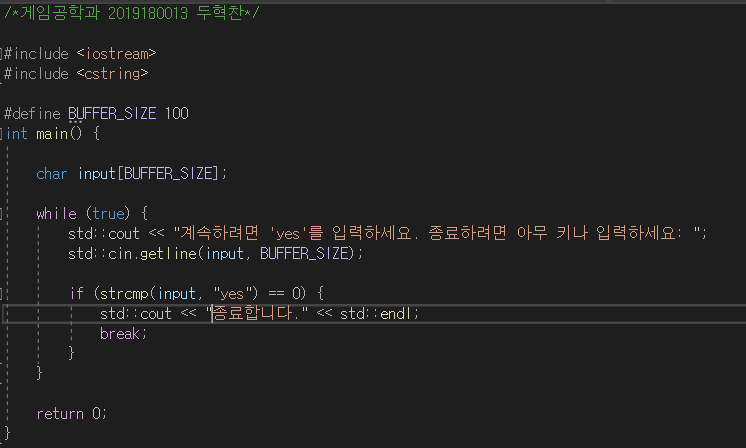 /*게임공학과 2019180013 두혁찬*/
#include <iostream>
#include <cstring>
#define BUFFER_SIZE 100
int main() {
char input[BUFFER_SIZE];
while (true) {
std::cout << "계속하려면 'yes'를 입력하세요. 종료하려면 아무 키나 입력하세요: ";
std::cin.getline(input, BUFFER_SIZE);
if (strcmp(input, "yes") == 0) {
std::cout << "종료합니다." << std::endl;
break;
}
}
return 0;
}